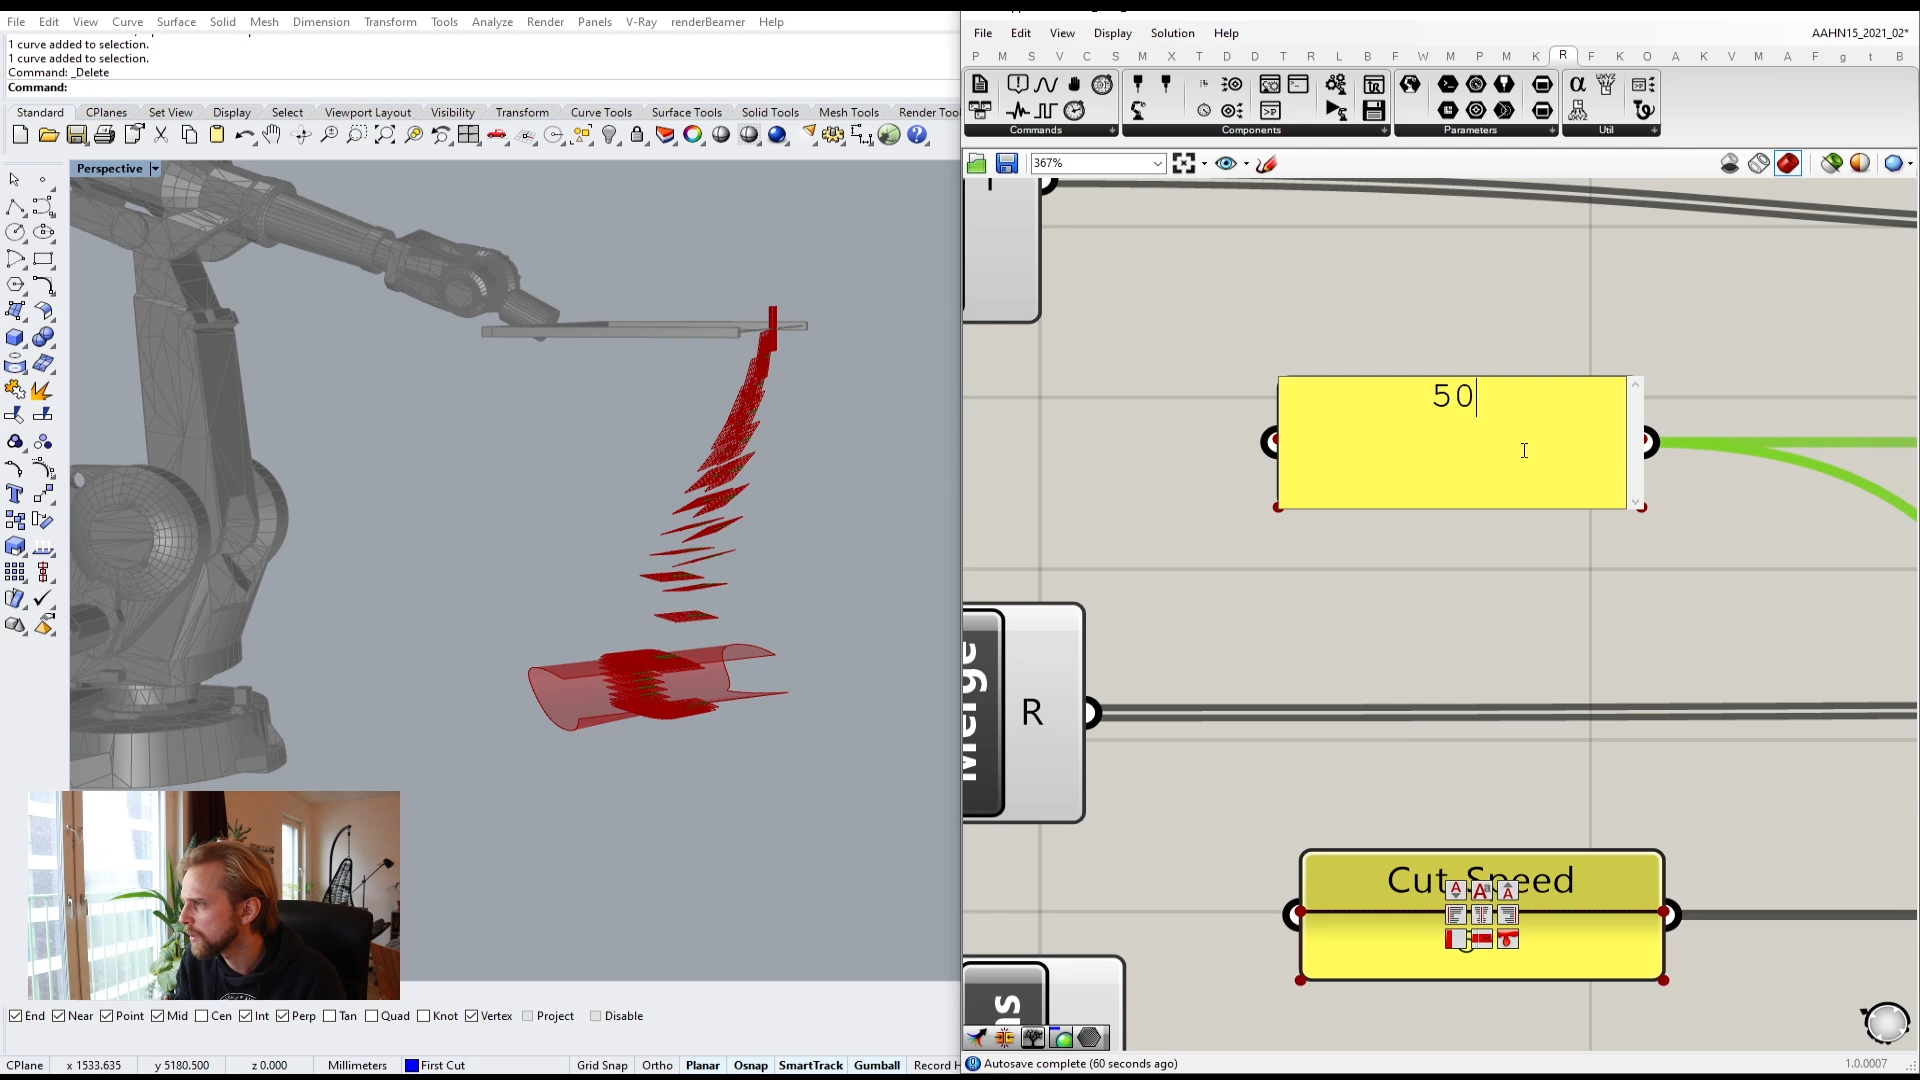 File Edit View Curve Surface Solid Mesh Dimension Transform Tools Analyze Render Panels V-Ray renderBeamer Help
1 curve added to selection.
1 curve added to selection.
Command: _Delete
Command:
Standard CPlanes Set View Display Select Viewport Layout Visibility Transform Curve Tools Surface Tools Solid Tools Mesh Tools Render Too
Perspective
End Near Point Mid Cen Int Perp Tan Quad Knot Vertex Project Disable
CPlane x 1533.635 y 5180.500 z 0.000 Millimeters First Cut Grid Snap Ortho Planar Osnap SmartTrack Gumball Record H
File Edit View Display Solution Help AAHN15_2021_02*
P M S V C S M X T D D T R L B F W M P M K R F K O A K V M A F g t B
Commands Components Parameters Util
367%
50
Merge R
Cut Speed
ns
Autosave complete (60 seconds ago) 1.0.0007